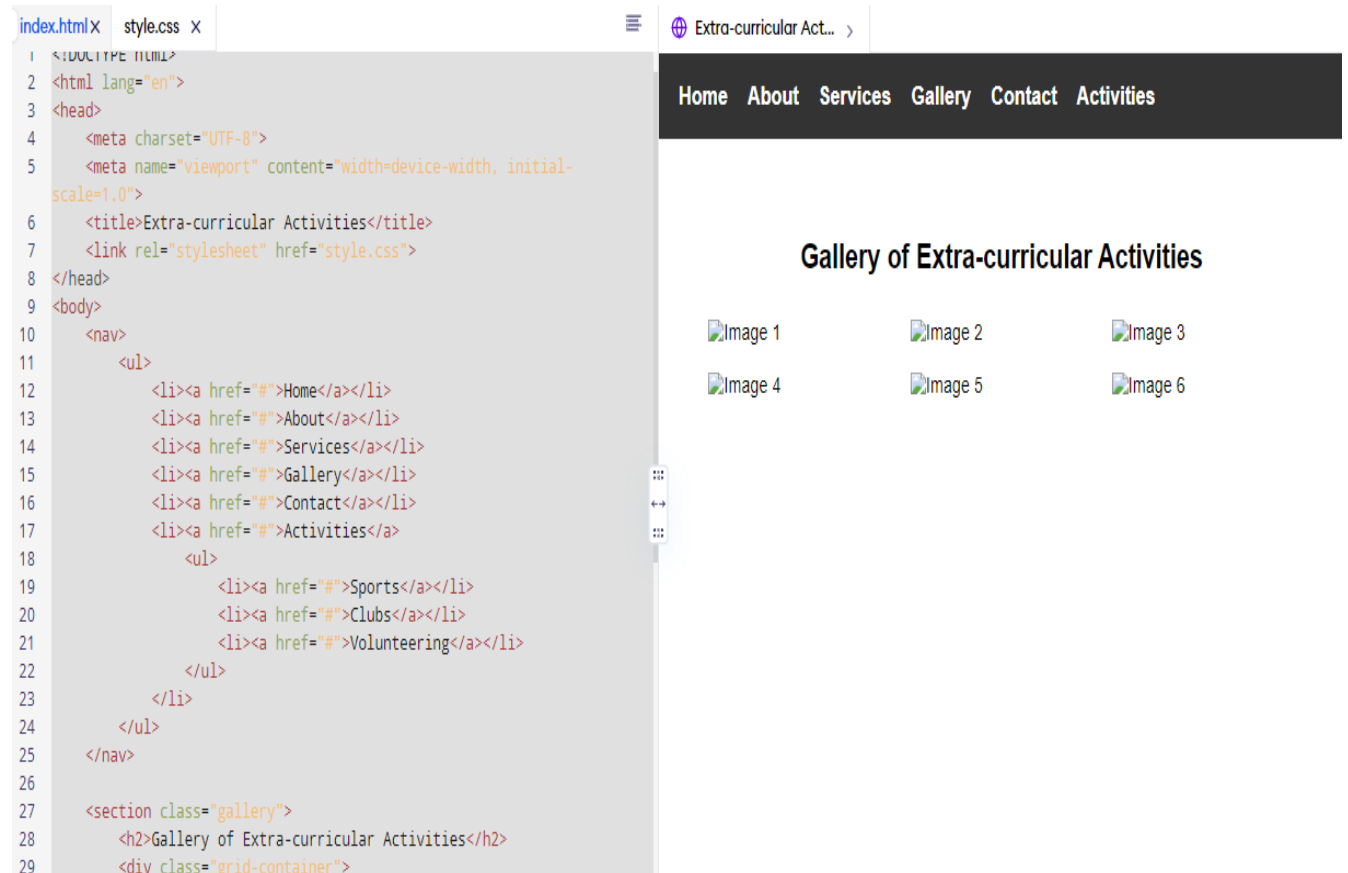 index.html X style.css X
1 <!DOCTYPE html>
2 <html lang="en">
3 <head>
4 <meta charset="UTF-8">
5 <meta name="viewport" content="width=device-width, initial-
scale=1.0">
6 <title>Extra-curricular Activities</title>
7 <link rel="stylesheet" href="style.css">
8 </head>
9 <body>
10 <nav>
11 <ul>
12 <li><a href="#">Home</a></li>
13 <li><a href="#">About</a></li>
14 <li><a href="#">Services</a></li>
15 <li><a href="#">Gallery</a></li>
16 <li><a href="#">Contact</a></li>
17 <li><a href="#">Activities</a>
18 <ul>
19 <li><a href="#">Sports</a></li>
20 <li><a href="#">Clubs</a></li>
21 <li><a href="#">Volunteering</a></li>
22 </ul>
23 </li>
24 </ul>
25 </nav>
26
27 <section class="gallery">
28 <h2>Gallery of Extra-curricular Activities</h2>
29 <div class="grid-container">
Extra-curricular Act...
Home About Services Gallery Contact Activities
Gallery of Extra-curricular Activities
Image 1 Image 2 Image 3
Image 4 Image 5 Image 6